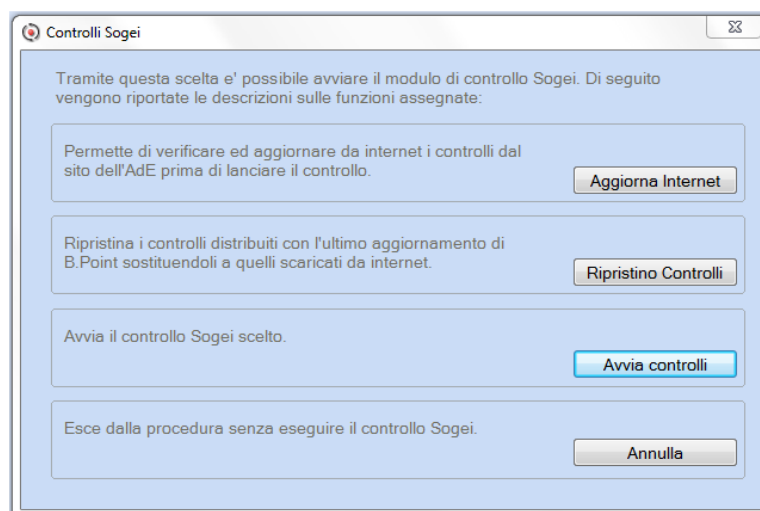 Controlli Sogei
Tramite questa scelta e' possibile avviare il modulo di controllo Sogei. Di seguito
vengono riportate le descrizioni sulle funzioni assegnate:
Permette di verificare ed aggiornare da internet i controlli dal
sito dell'AdE prima di lanciare il controllo.
Aggiorna Internet
Ripristina i controlli distribuiti con l'ultimo aggiornamento di
B.Point sostituendoli a quelli scaricati da internet.
Ripristino Controlli
Avvia il controllo Sogei scelto.
Avvia controlli
Esce dalla procedura senza eseguire il controllo Sogei.
Annulla